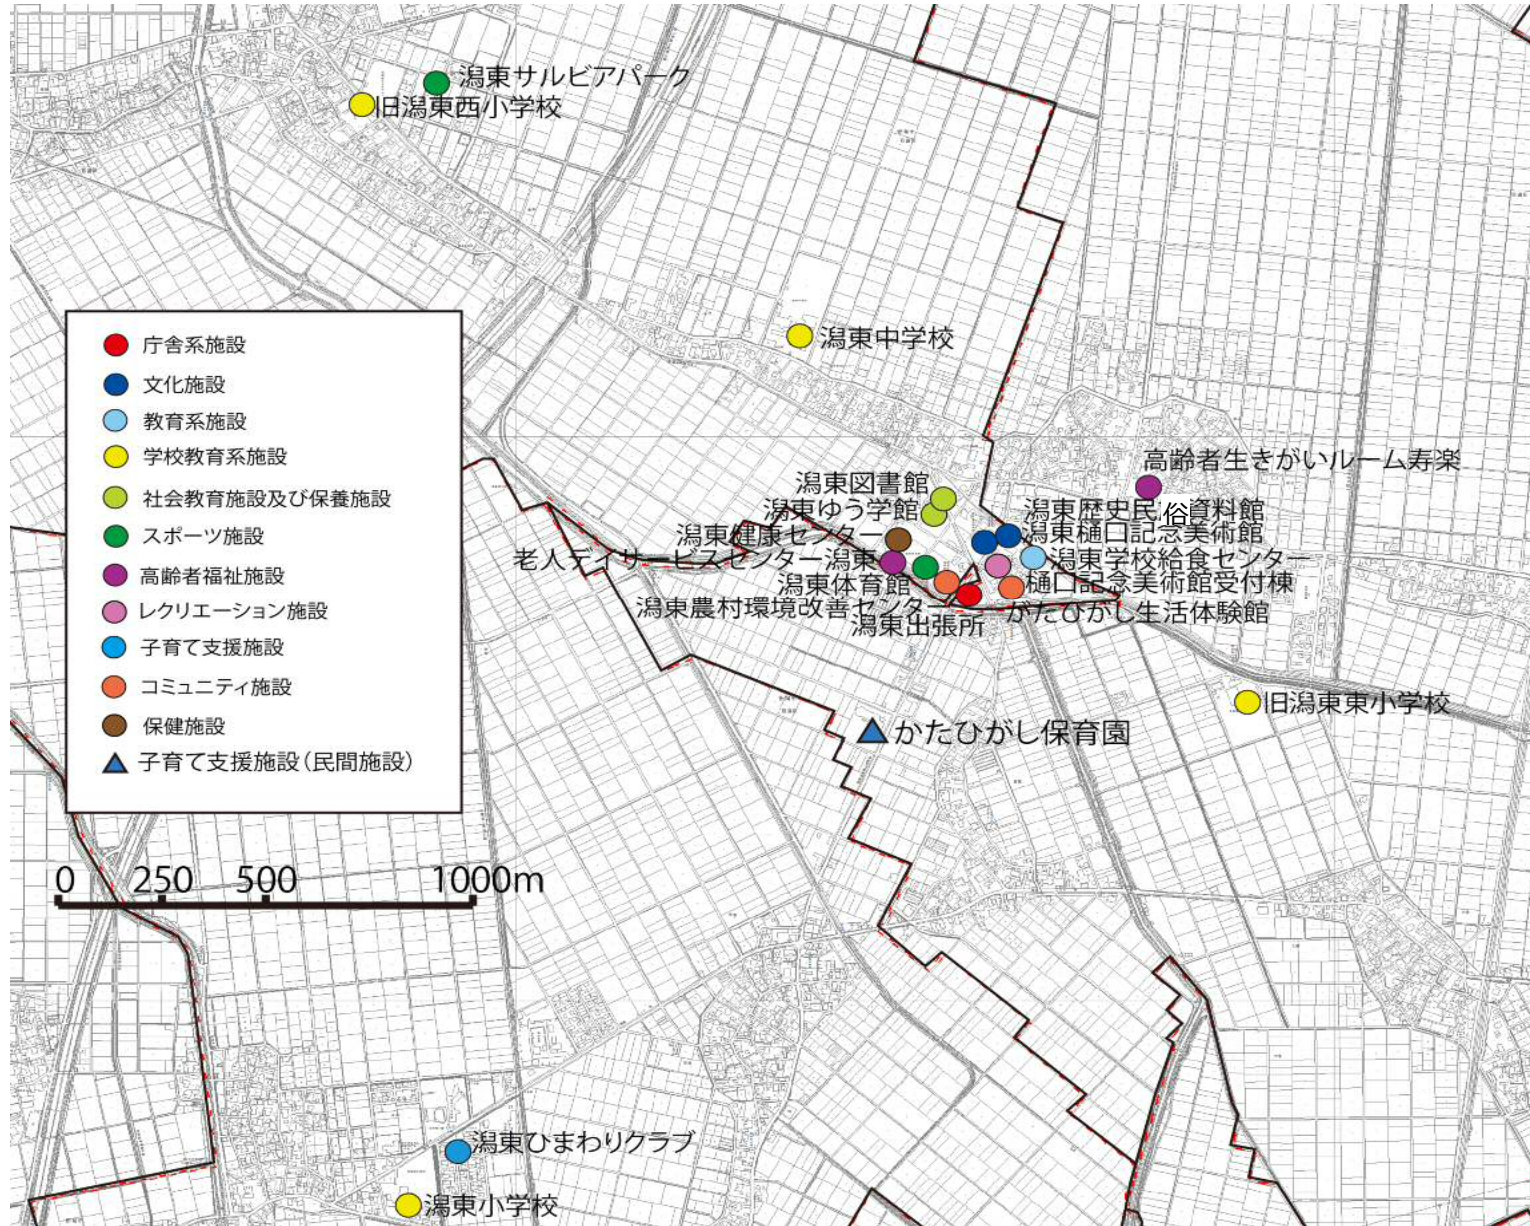 潟東サルビアパーク
旧潟東西小学校
潟東中学校
庁舎系施設
文化施設
教育系施設
学校教育系施設
社会教育施設及び保養施設
スポーツ施設
高齢者福祉施設
レクリエーション施設
子育て支援施設
コミュニティ施設
保健施設
子育て支援施設(民間施設)
高齢者生きがいルーム寿楽
潟東図書館
潟東ゆう学館
潟東歴史民俗資料館
潟東健康センター
潟東樋口記念美術館
老人デイサービスセンター潟東
潟東学校給食センター
潟東体育館
樋口記念美術館受付棟
潟東農村環境改善センター
かたひがし生活体験館
潟東出張所
旧潟東東小学校
かたひがし保育園
0 250 500 1000m
潟東ひまわりクラブ
潟東小学校